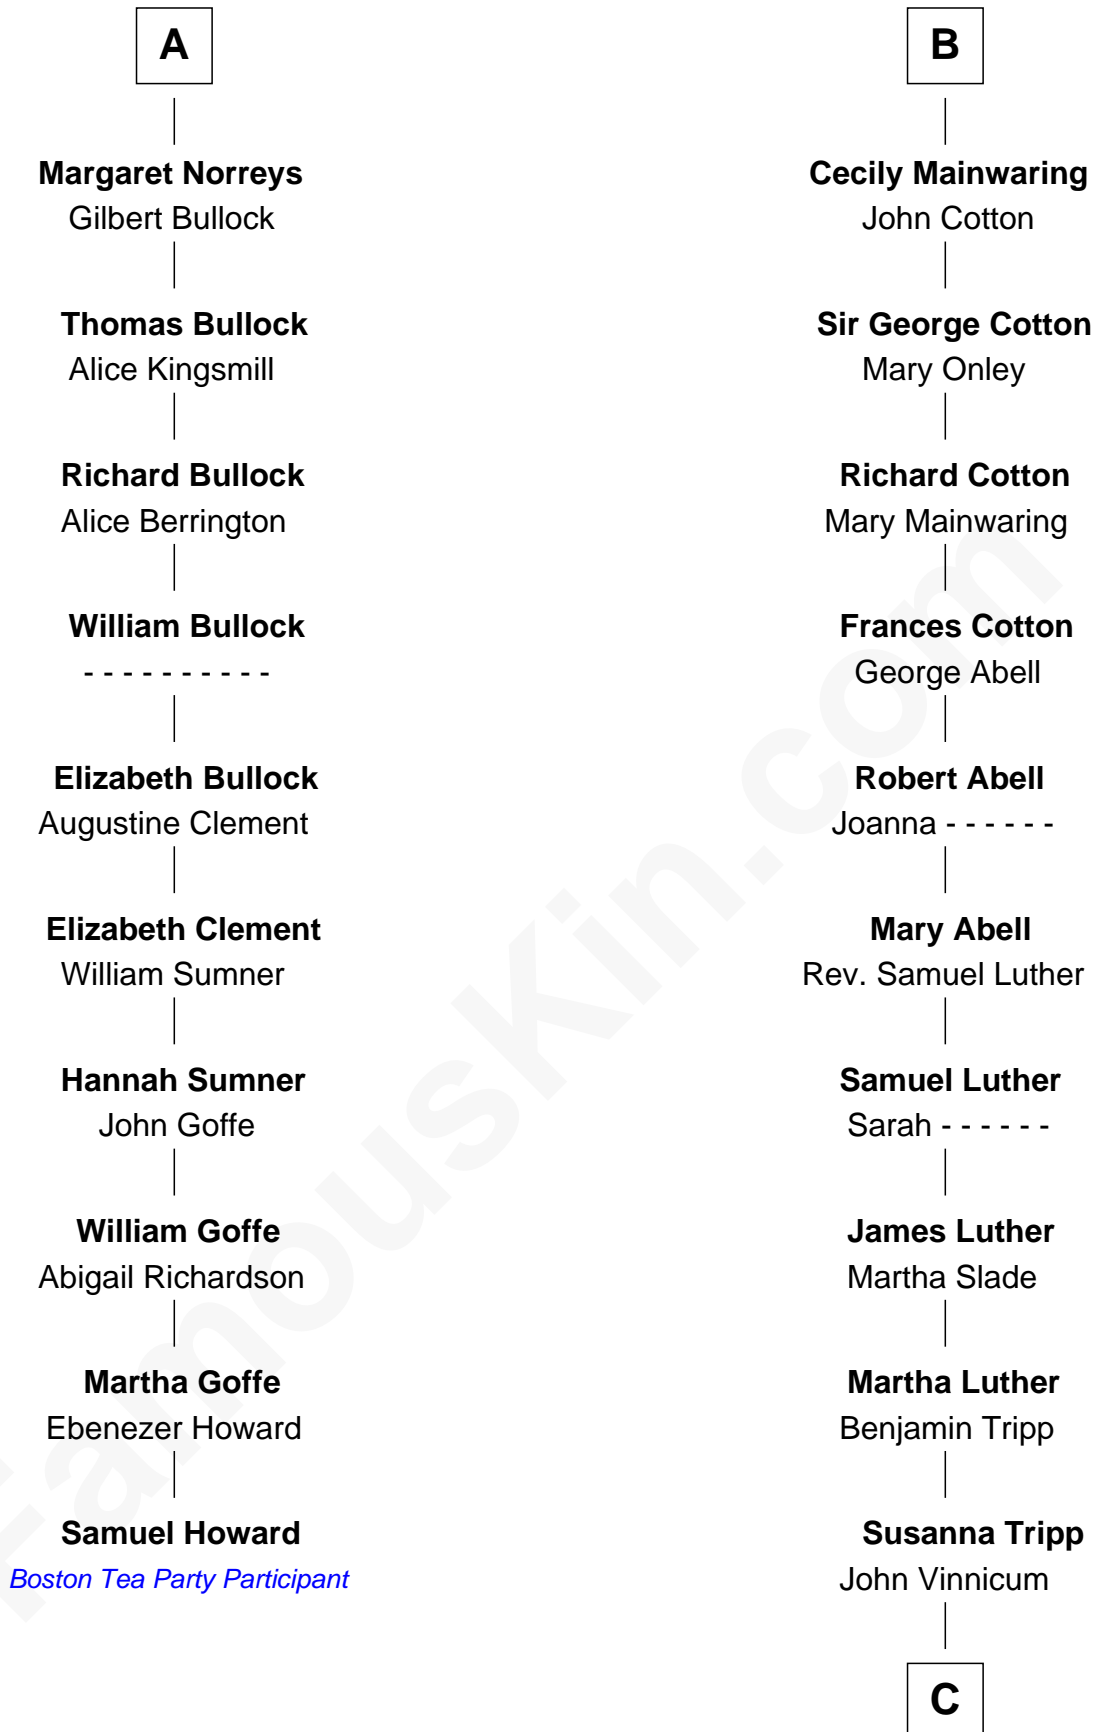 A
Margaret Norreys
Gilbert Bullock
Thomas Bullock
Alice Kingsmill
Richard Bullock
Alice Berrington
William Bullock
- - - - - - - - - -
Elizabeth Bullock
Augustine Clement
Elizabeth Clement
William Sumner
Hannah Sumner
John Goffe
William Goffe
Abigail Richardson
Martha Goffe
Ebenezer Howard
Samuel Howard
Boston Tea Party Participant
B
Cecily Mainwaring
John Cotton
Sir George Cotton
Mary Onley
Richard Cotton
Mary Mainwaring
Frances Cotton
George Abell
Robert Abell
Joanna - - - - - -
Mary Abell
Rev. Samuel Luther
Samuel Luther
Sarah - - - - - -
James Luther
Martha Slade
Martha Luther
Benjamin Tripp
Susanna Tripp
John Vinnicum
C
FamousKin.com